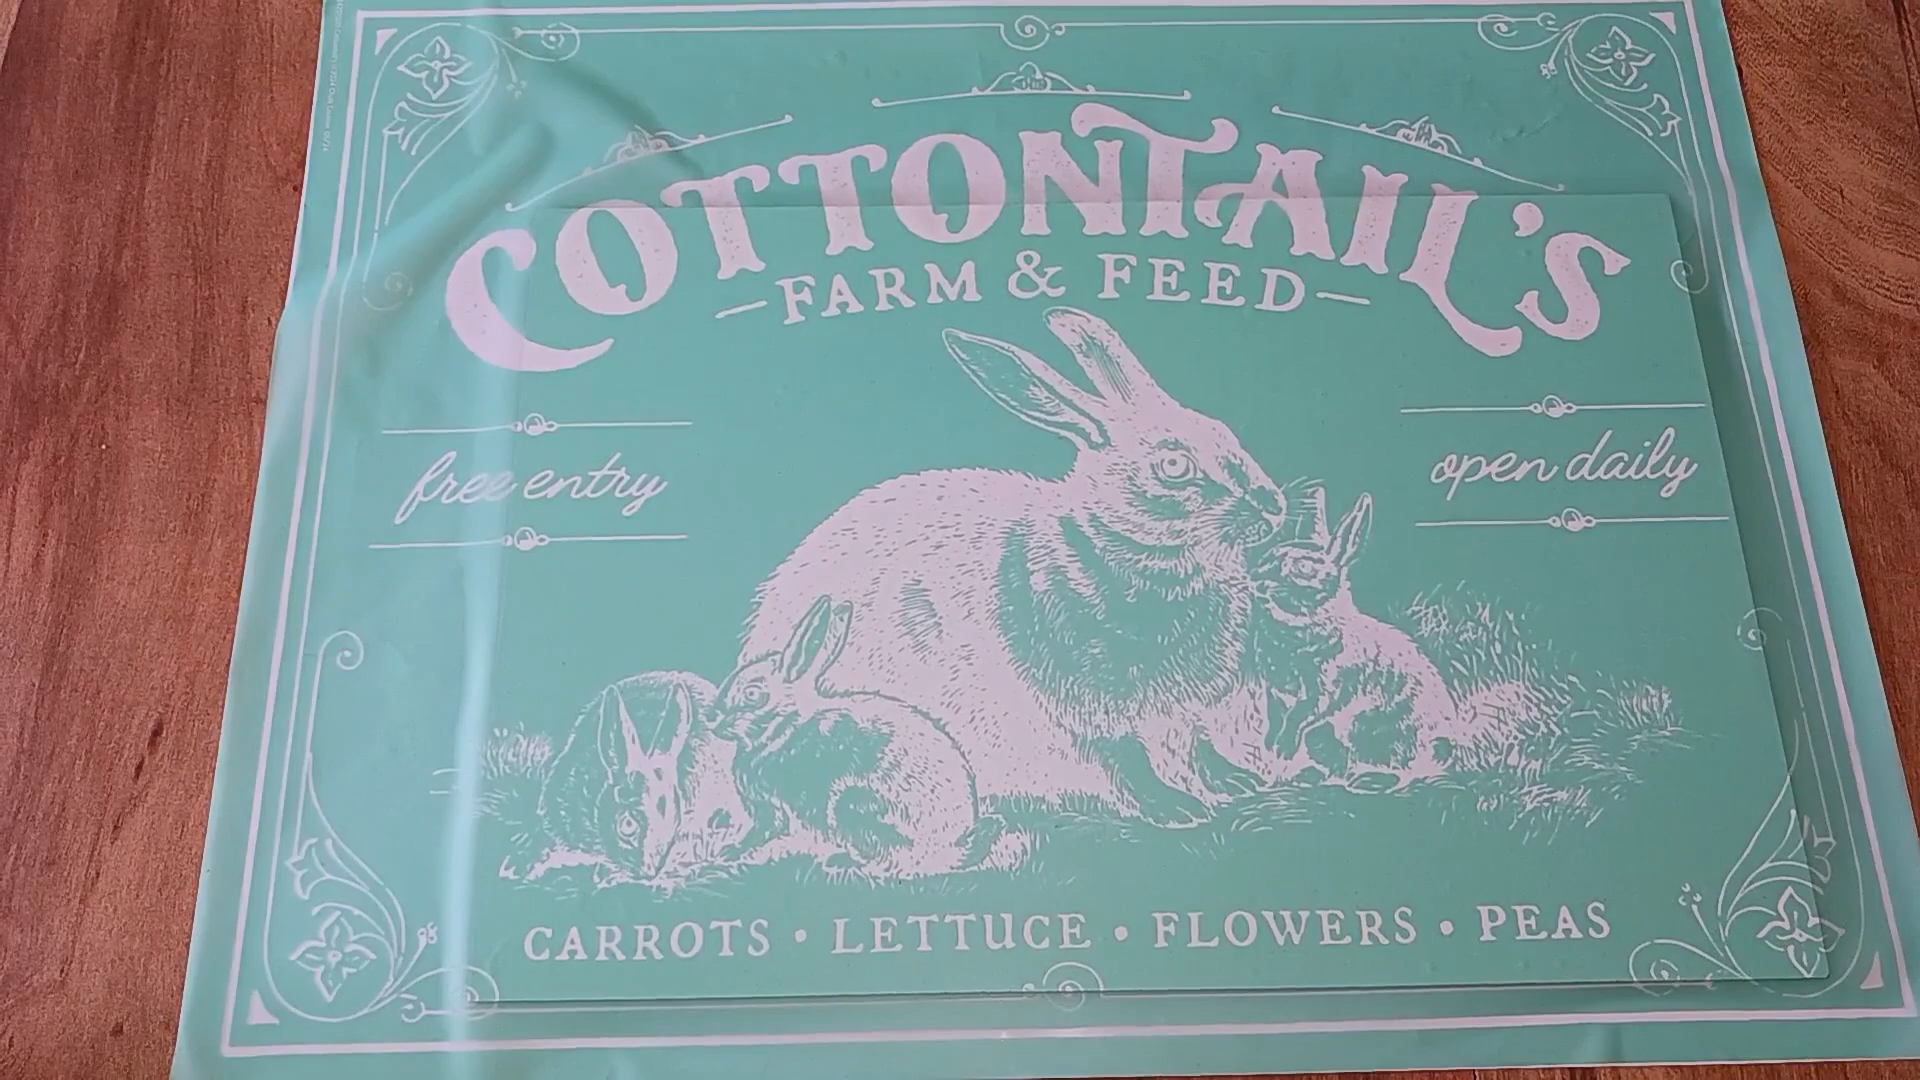 COTTONTAIL'S
FARM & FEED
free entry
open daily
CARROTS • LETTUCE • FLOWERS • PEAS